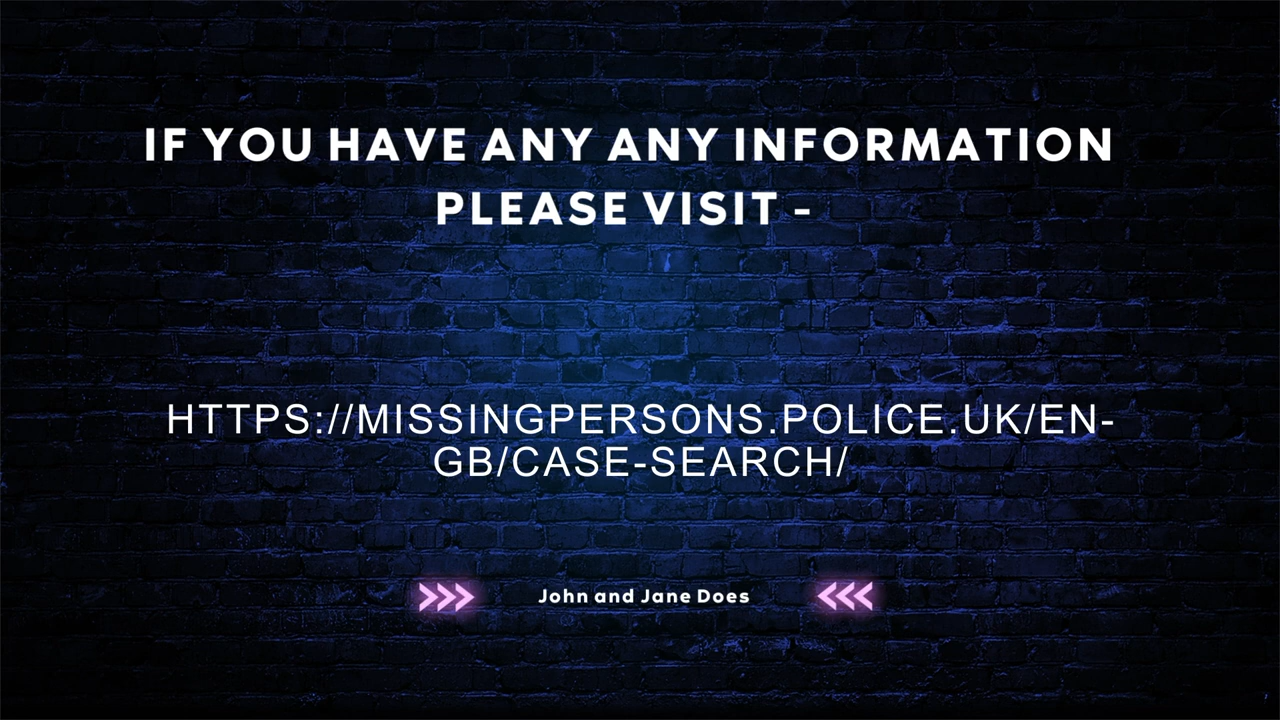 IF YOU HAVE ANY ANY INFORMATION
PLEASE VISIT -
HTTPS://MISSINGPERSONS.POLICE.UK/EN-
GB/CASE-SEARCH/
John and Jane Does